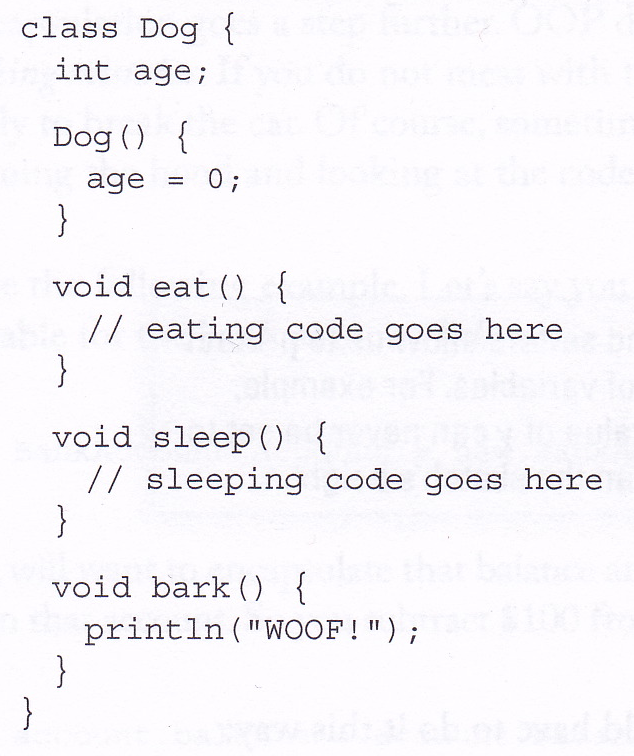 class Dog {
int age;
Dog() {
age = 0;
}
void eat() {
// eating code goes here
}
void sleep() {
// sleeping code goes here
}
void bark() {
println("WOOF!");
}
}